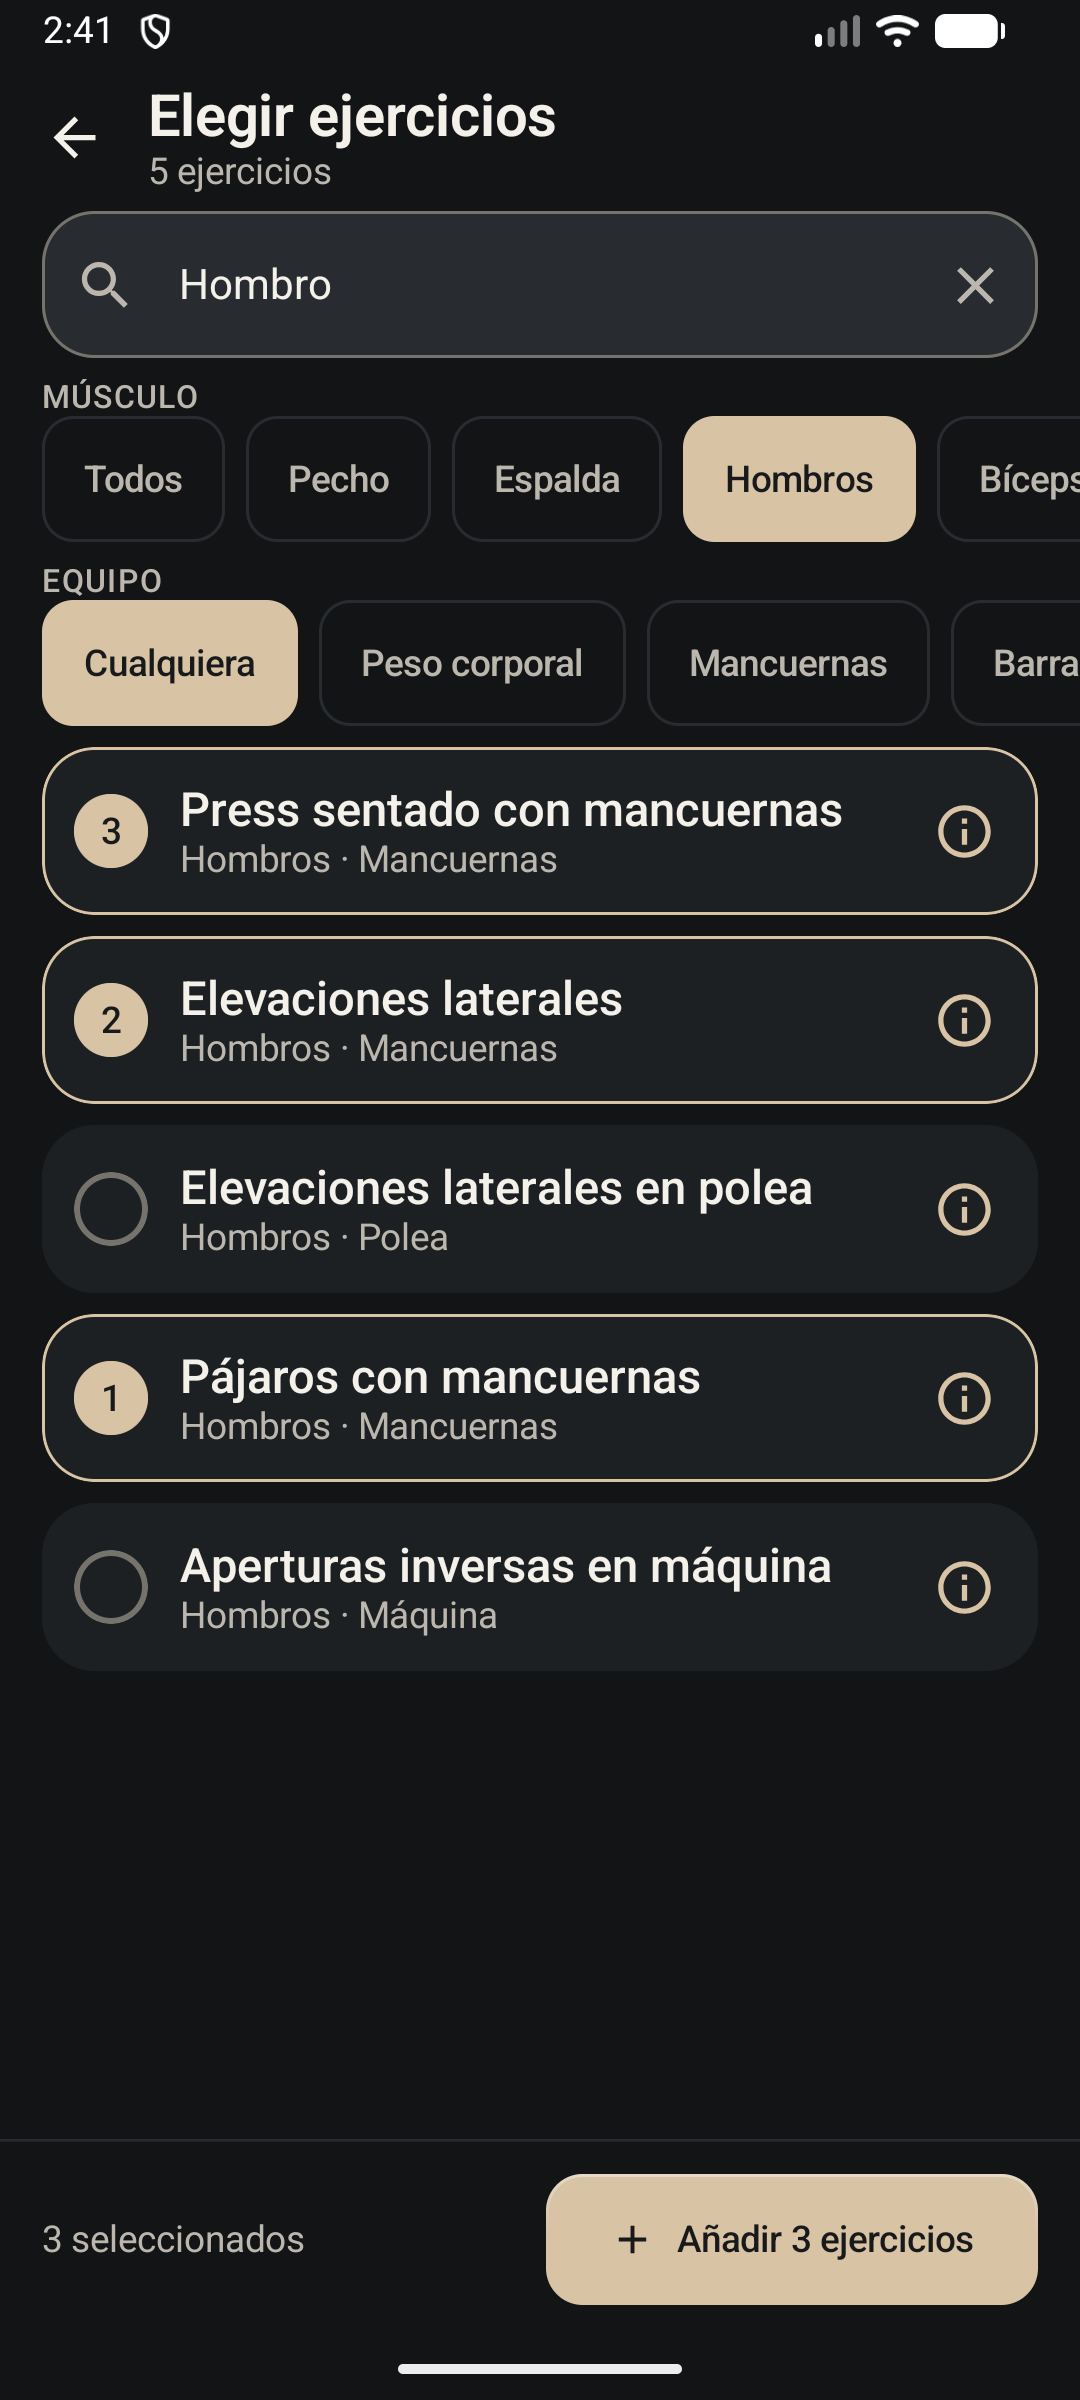 2:41
Elegir ejercicios
5 ejercicios
Hombro
MÚSCULO
Todos
Pecho
Espalda
Hombros
Bíceps
EQUIPO
Cualquiera
Peso corporal
Mancuernas
Barra
3
Press sentado con mancuernas
Hombros · Mancuernas
2
Elevaciones laterales
Hombros · Mancuernas
Elevaciones laterales en polea
Hombros · Polea
1
Pájaros con mancuernas
Hombros · Mancuernas
Aperturas inversas en máquina
Hombros · Máquina
3 seleccionados
+ Añadir 3 ejercicios